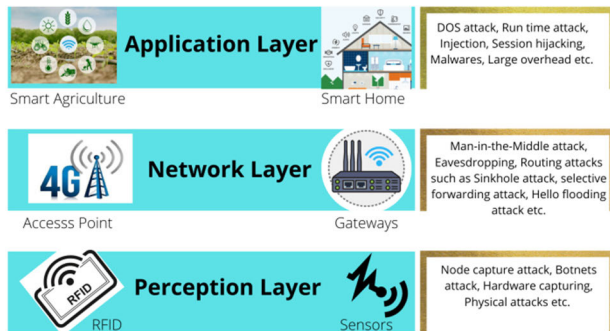 Application Layer
Smart Agriculture
Smart Home
DOS attack, Run time attack,
Injection, Session hijacking,
Malwares, Large overhead etc.
4G
Network Layer
Accesss Point
Gateways
Man-in-the-Middle attack,
Eavesdropping, Routing attacks
such as Sinkhole attack, selective
forwarding attack, Hello flooding
attack etc.
RFID
Perception Layer
RFID
Sensors
Node capture attack, Botnets
attack, Hardware capturing,
Physical attacks etc.